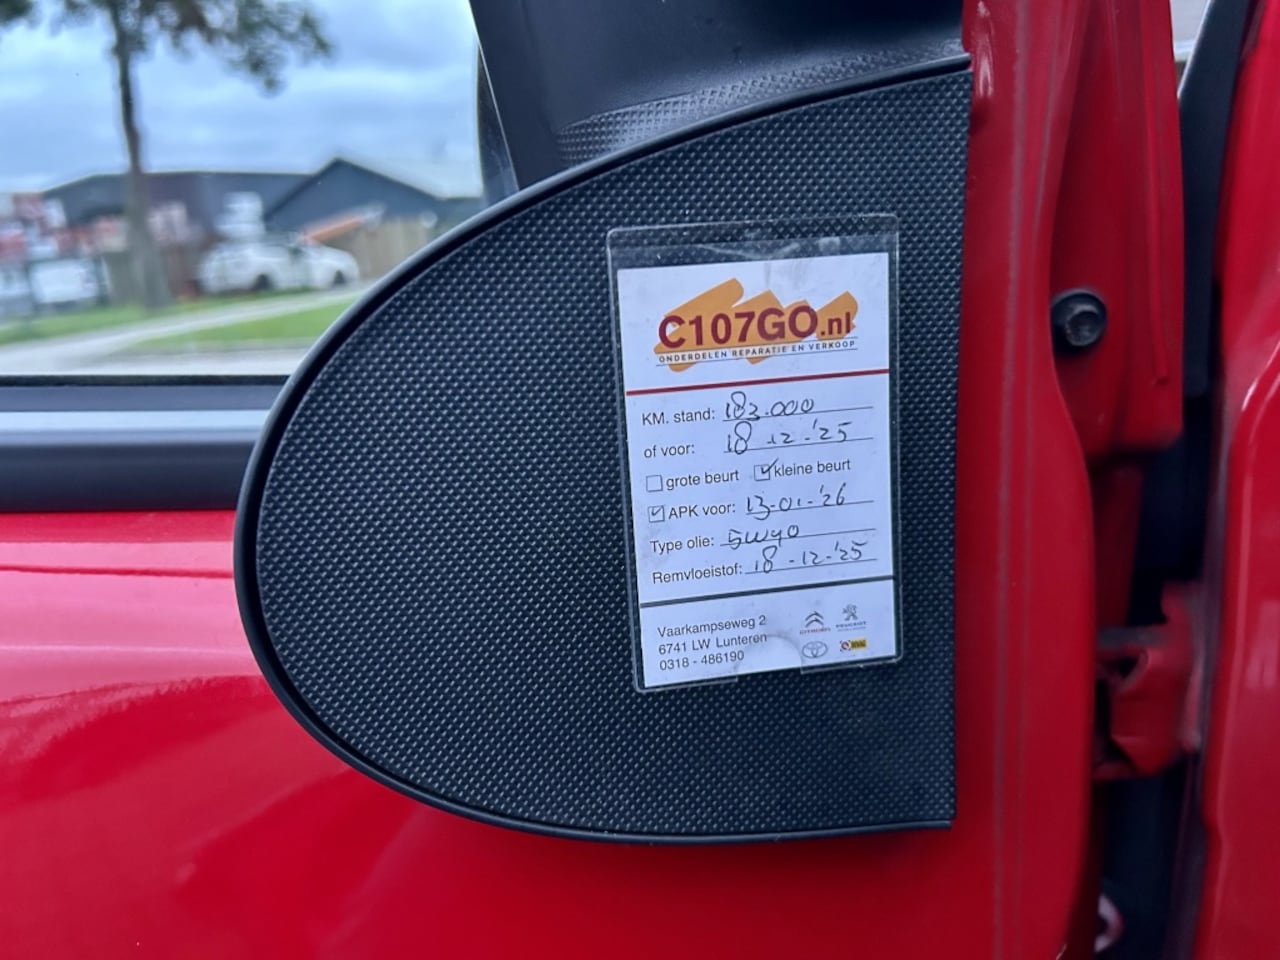 C107GO.nl
ONDERDELEN REPARATIE EN VERKOOP
KM. stand: 183.000
of voor: 18-12-'25
grote beurt kleine beurt
APK voor: 13-01-'26
Type olie: 5W40
Remvloeistof: 18-12-'25
Vaarkampseweg 2
6741 LW Lunteren
0318 - 486190
CITROËN
PEUGEOT